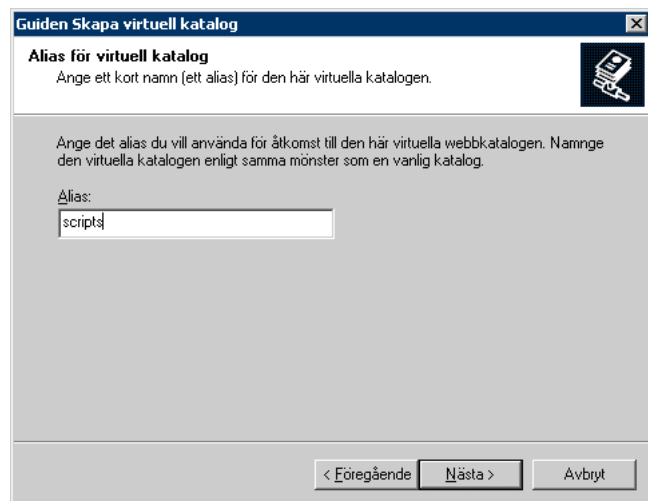 Guiden Skapa virtuell katalog
Alias för virtuell katalog
Ange ett kort namn (ett alias) för den här virtuella katalogen.
Ange det alias du vill använda för åtkomst till den här virtuella webbkatalogen. Namnge
den virtuella katalogen enligt samma mönster som en vanlig katalog.
Alias:
scripts
< Föregående Nästa > Avbryt